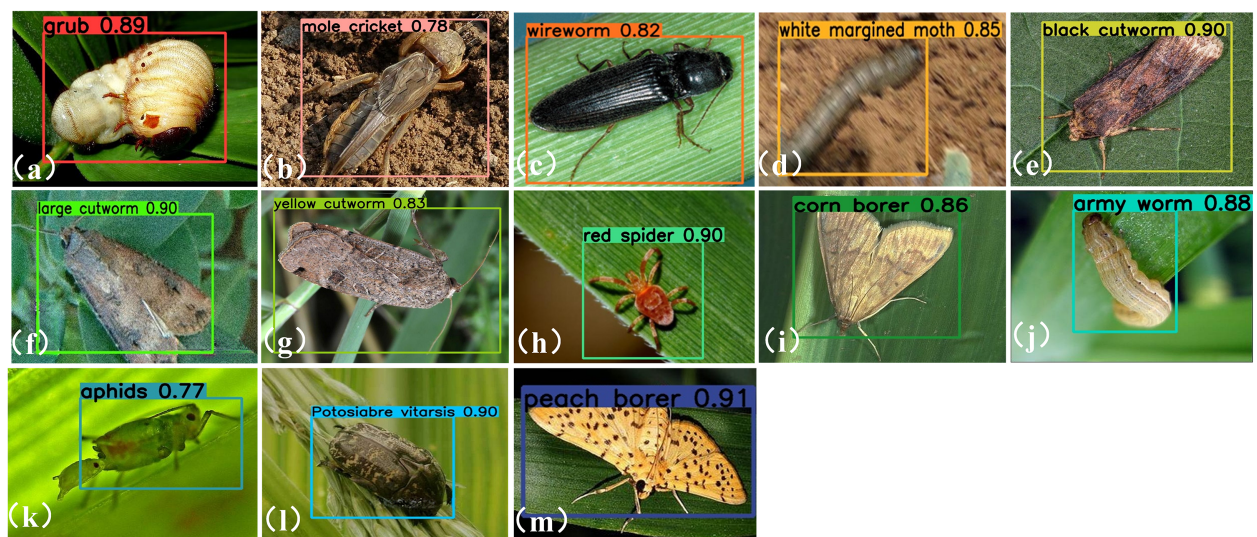 grub 0.89
(a)
mole cricket 0.78
(b)
wireworm 0.82
(c)
white margined moth 0.85
(d)
black cutworm 0.90
(e)
large cutworm 0.90
(f)
yellow cutworm 0.83
(g)
red spider 0.90
(h)
corn borer 0.86
(i)
army worm 0.88
(j)
aphids 0.77
(k)
Potosiabre vitarsis 0.90
(l)
peach borer 0.91
(m)